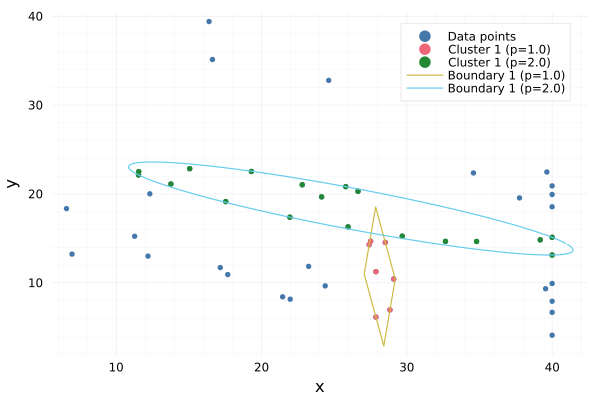 40
30
20
10
y
10
20
30
40
x
Data points
Cluster 1 (p=1.0)
Cluster 1 (p=2.0)
Boundary 1 (p=1.0)
Boundary 1 (p=2.0)